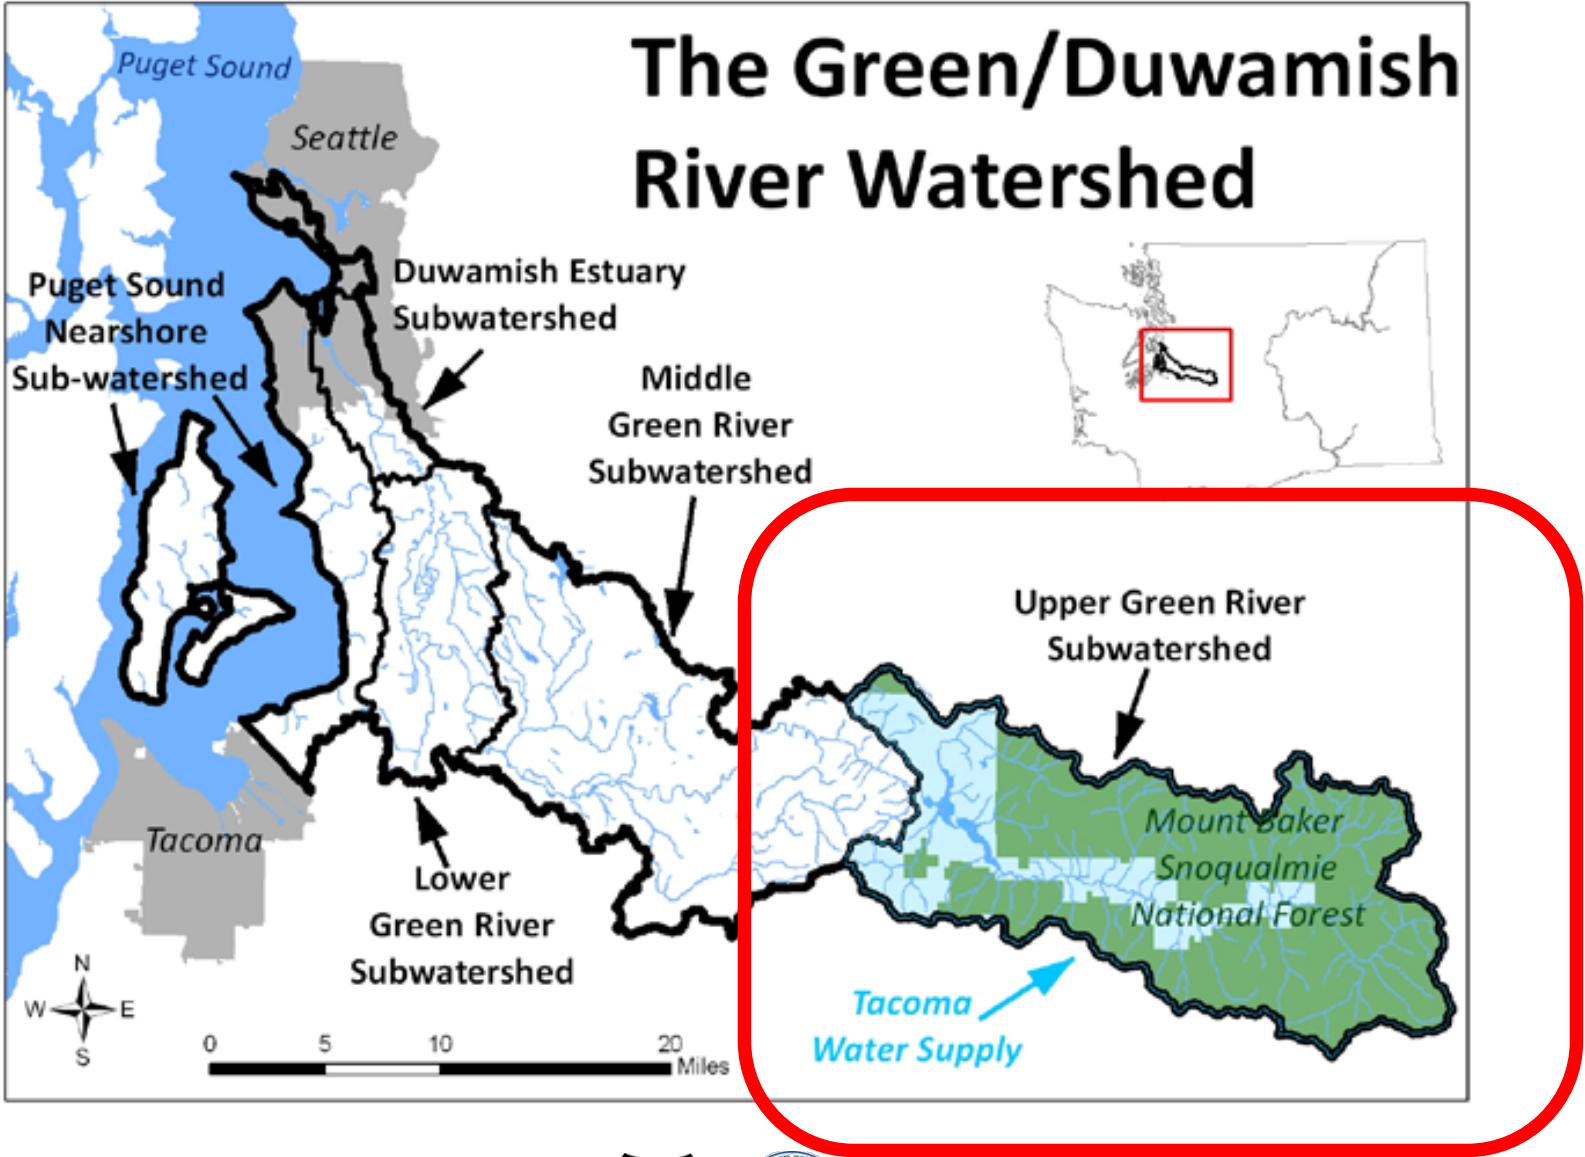 The Green/Duwamish
River Watershed
Puget Sound
Seattle
Puget Sound
Nearshore
Sub-watershed
Duwamish Estuary
Subwatershed
Middle
Green River
Subwatershed
Upper Green River
Subwatershed
Mount Baker
Snoqualmie
National Forest
Tacoma
Lower
Green River
Subwatershed
Tacoma
Water Supply
N
W E
S
0 5 10 20
Miles